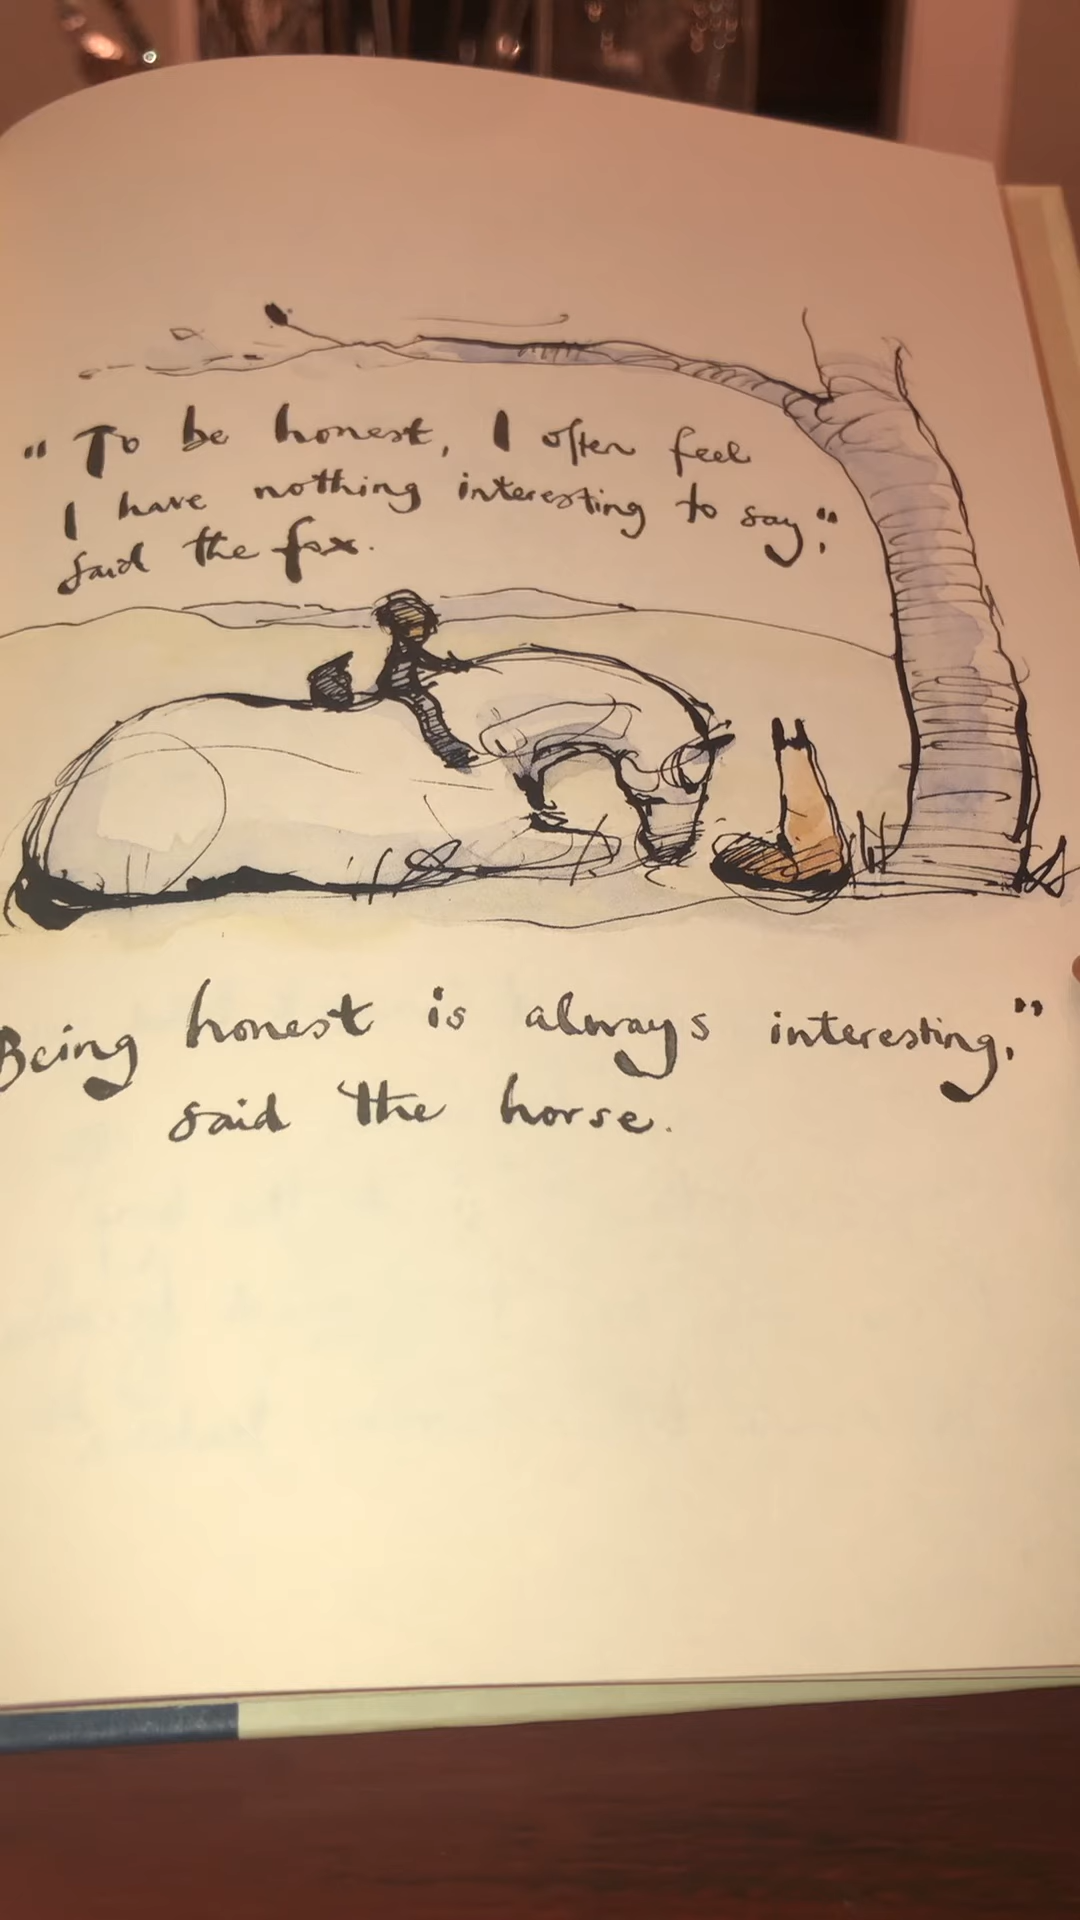 “ To be honest, I often feel
I have nothing interesting to say”,
said the fox.
Being honest is always interesting,”
said the horse.